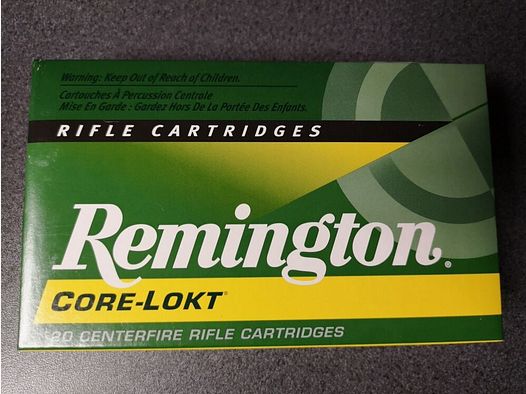 Warning: Keep Out of Reach of Children.
Cartouches À Percussion Centrale
Mise En Garde : Gardez Hors De La Portée Des Enfants.
RIFLE CARTRIDGES
Remington®
CORE-LOKT®
20 CENTERFIRE RIFLE CARTRIDGES